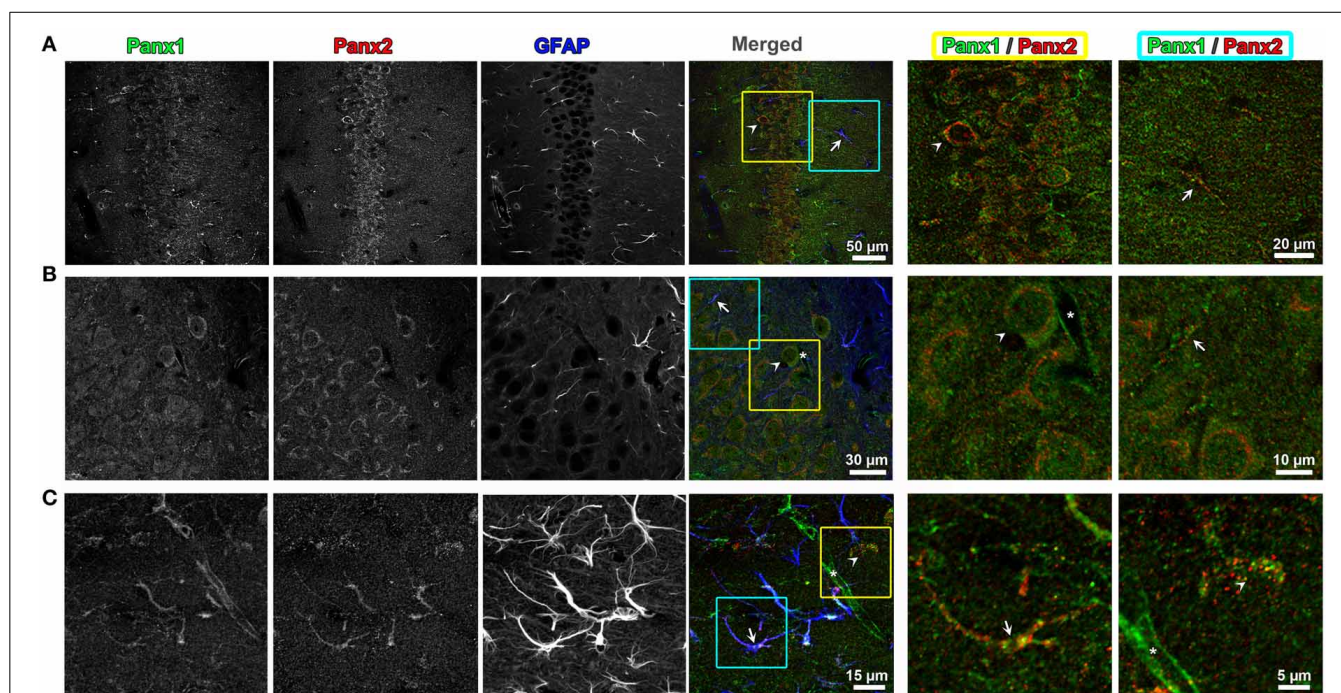 A
Panx1
Panx2
GFAP
Merged
Panx1 / Panx2
Panx1 / Panx2
50 µm
20 µm
B
*
*
30 µm
10 µm
C
*
*
15 µm
5 µm